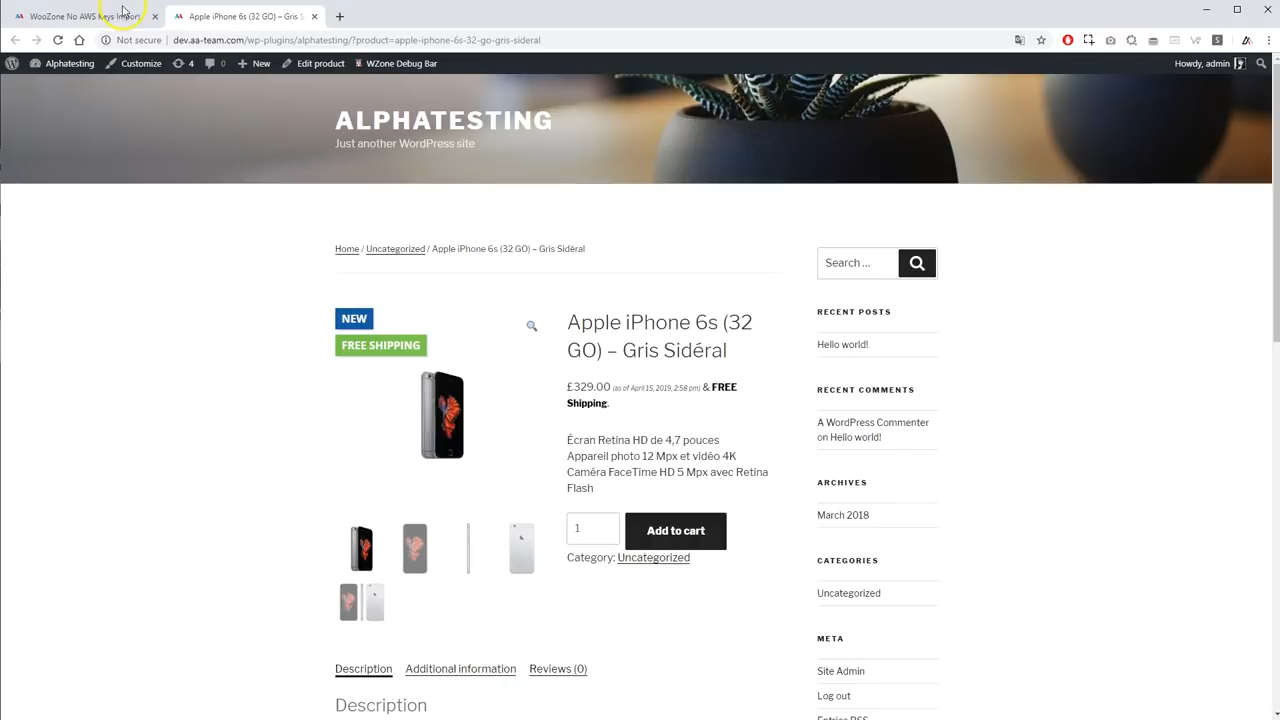 WooZone No AWS Keys Import
Apple iPhone 6s (32 GO) – Gris S
Not secure
dev.aa-team.com/wp-plugins/alphatesting/?product=apple-iphone-6s-32-go-gris-sideral
Alphatesting
Customize
4
0
New
Edit product
WZone Debug Bar
Howdy, admin
ALPHATESTING
Just another WordPress site
Home / Uncategorized / Apple iPhone 6s (32 GO) – Gris Sidéral
Search …
NEW
FREE SHIPPING
Apple iPhone 6s (32
GO) – Gris Sidéral
£329.00 (as of April 15, 2019, 2:58 pm) & FREE
Shipping.
Écran Retina HD de 4,7 pouces
Appareil photo 12 Mpx et vidéo 4K
Caméra FaceTime HD 5 Mpx avec Retina
Flash
1
Add to cart
Category: Uncategorized
Description
Additional information
Reviews (0)
Description
RECENT POSTS
Hello world!
RECENT COMMENTS
A WordPress Commenter
on Hello world!
ARCHIVES
March 2018
CATEGORIES
Uncategorized
META
Site Admin
Log out
Entries RSS